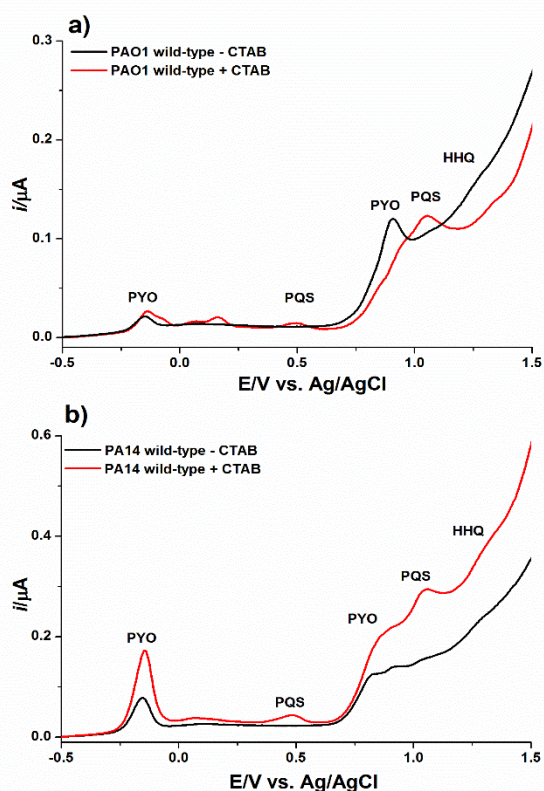 a)
PAO1 wild-type - CTAB
PAO1 wild-type + CTAB
i/µA
0.3
0.2
0.1
0.0
PYO
PQS
PYO
PQS
HHQ
-0.5
0.0
0.5
1.0
1.5
E/V vs. Ag/AgCl
b)
PA14 wild-type - CTAB
PA14 wild-type + CTAB
i/µA
0.6
0.4
0.2
0.0
PYO
PQS
PYO
PQS
HHQ
-0.5
0.0
0.5
1.0
1.5
E/V vs. Ag/AgCl